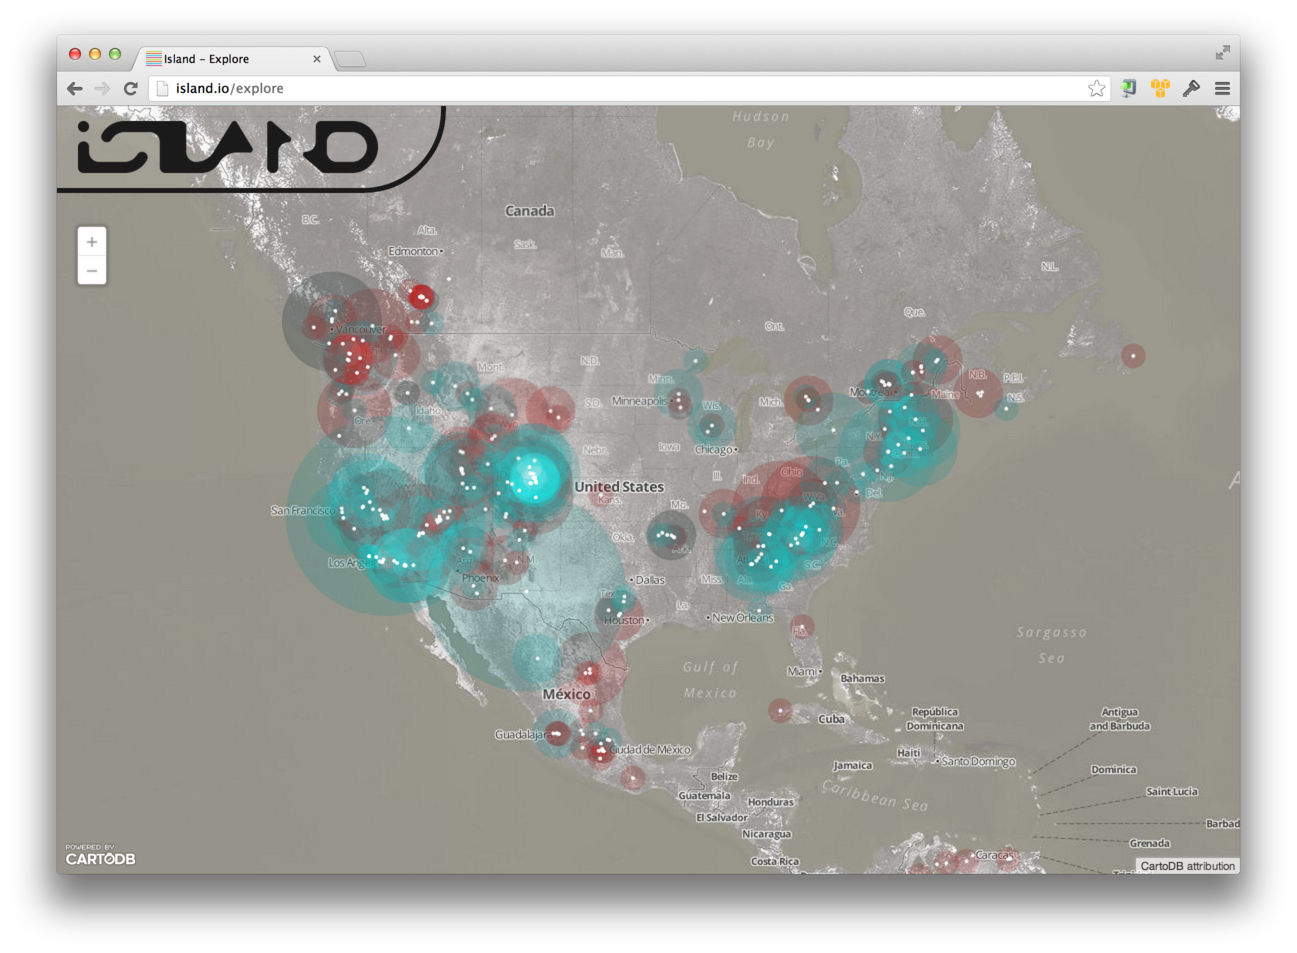 Island – Explore
island.io/explore
ISLAND
Hudson
Bay
B.C.
Canada
Alta.
Edmonton
Sask.
Man.
N.L.
Ont.
Que.
Vancouver
N.D.
Mont.
Minn.
N.B.
P.E.I.
Minneapolis
S.D.
Wis.
Mich.
Montreal
Maine
N.S.
Idaho
Ore.
Wyo.
N.Y.
Chicago
Iowa
Nebr.
Pa.
N.J.
United States
Ill.
Ind.
Ohio
Kans.
Mo.
Del.
San Francisco
Ky.
W.Va.
Va.
Okla.
Ark.
N.C.
Los Ang
N.M.
Phoenix
S.C.
Dallas
Miss.
Ala.
Ga.
Tex.
La.
Houston
New Orleans
Fla.
Sargasso
Sea
Gulf of
Mexico
Miami
Bahamas
México
Cuba
República
Dominicana
Antigua
and Barbuda
Guadalajara
Ciudad de México
Haiti
Santo Domingo
Jamaica
Dominica
Belize
Guatemala
Honduras
Caribbean Sea
Saint Lucia
El Salvador
Nicaragua
Barbad
Grenada
Costa Rica
Caracas
POWERED BY
CARTODB
CartoDB attribution